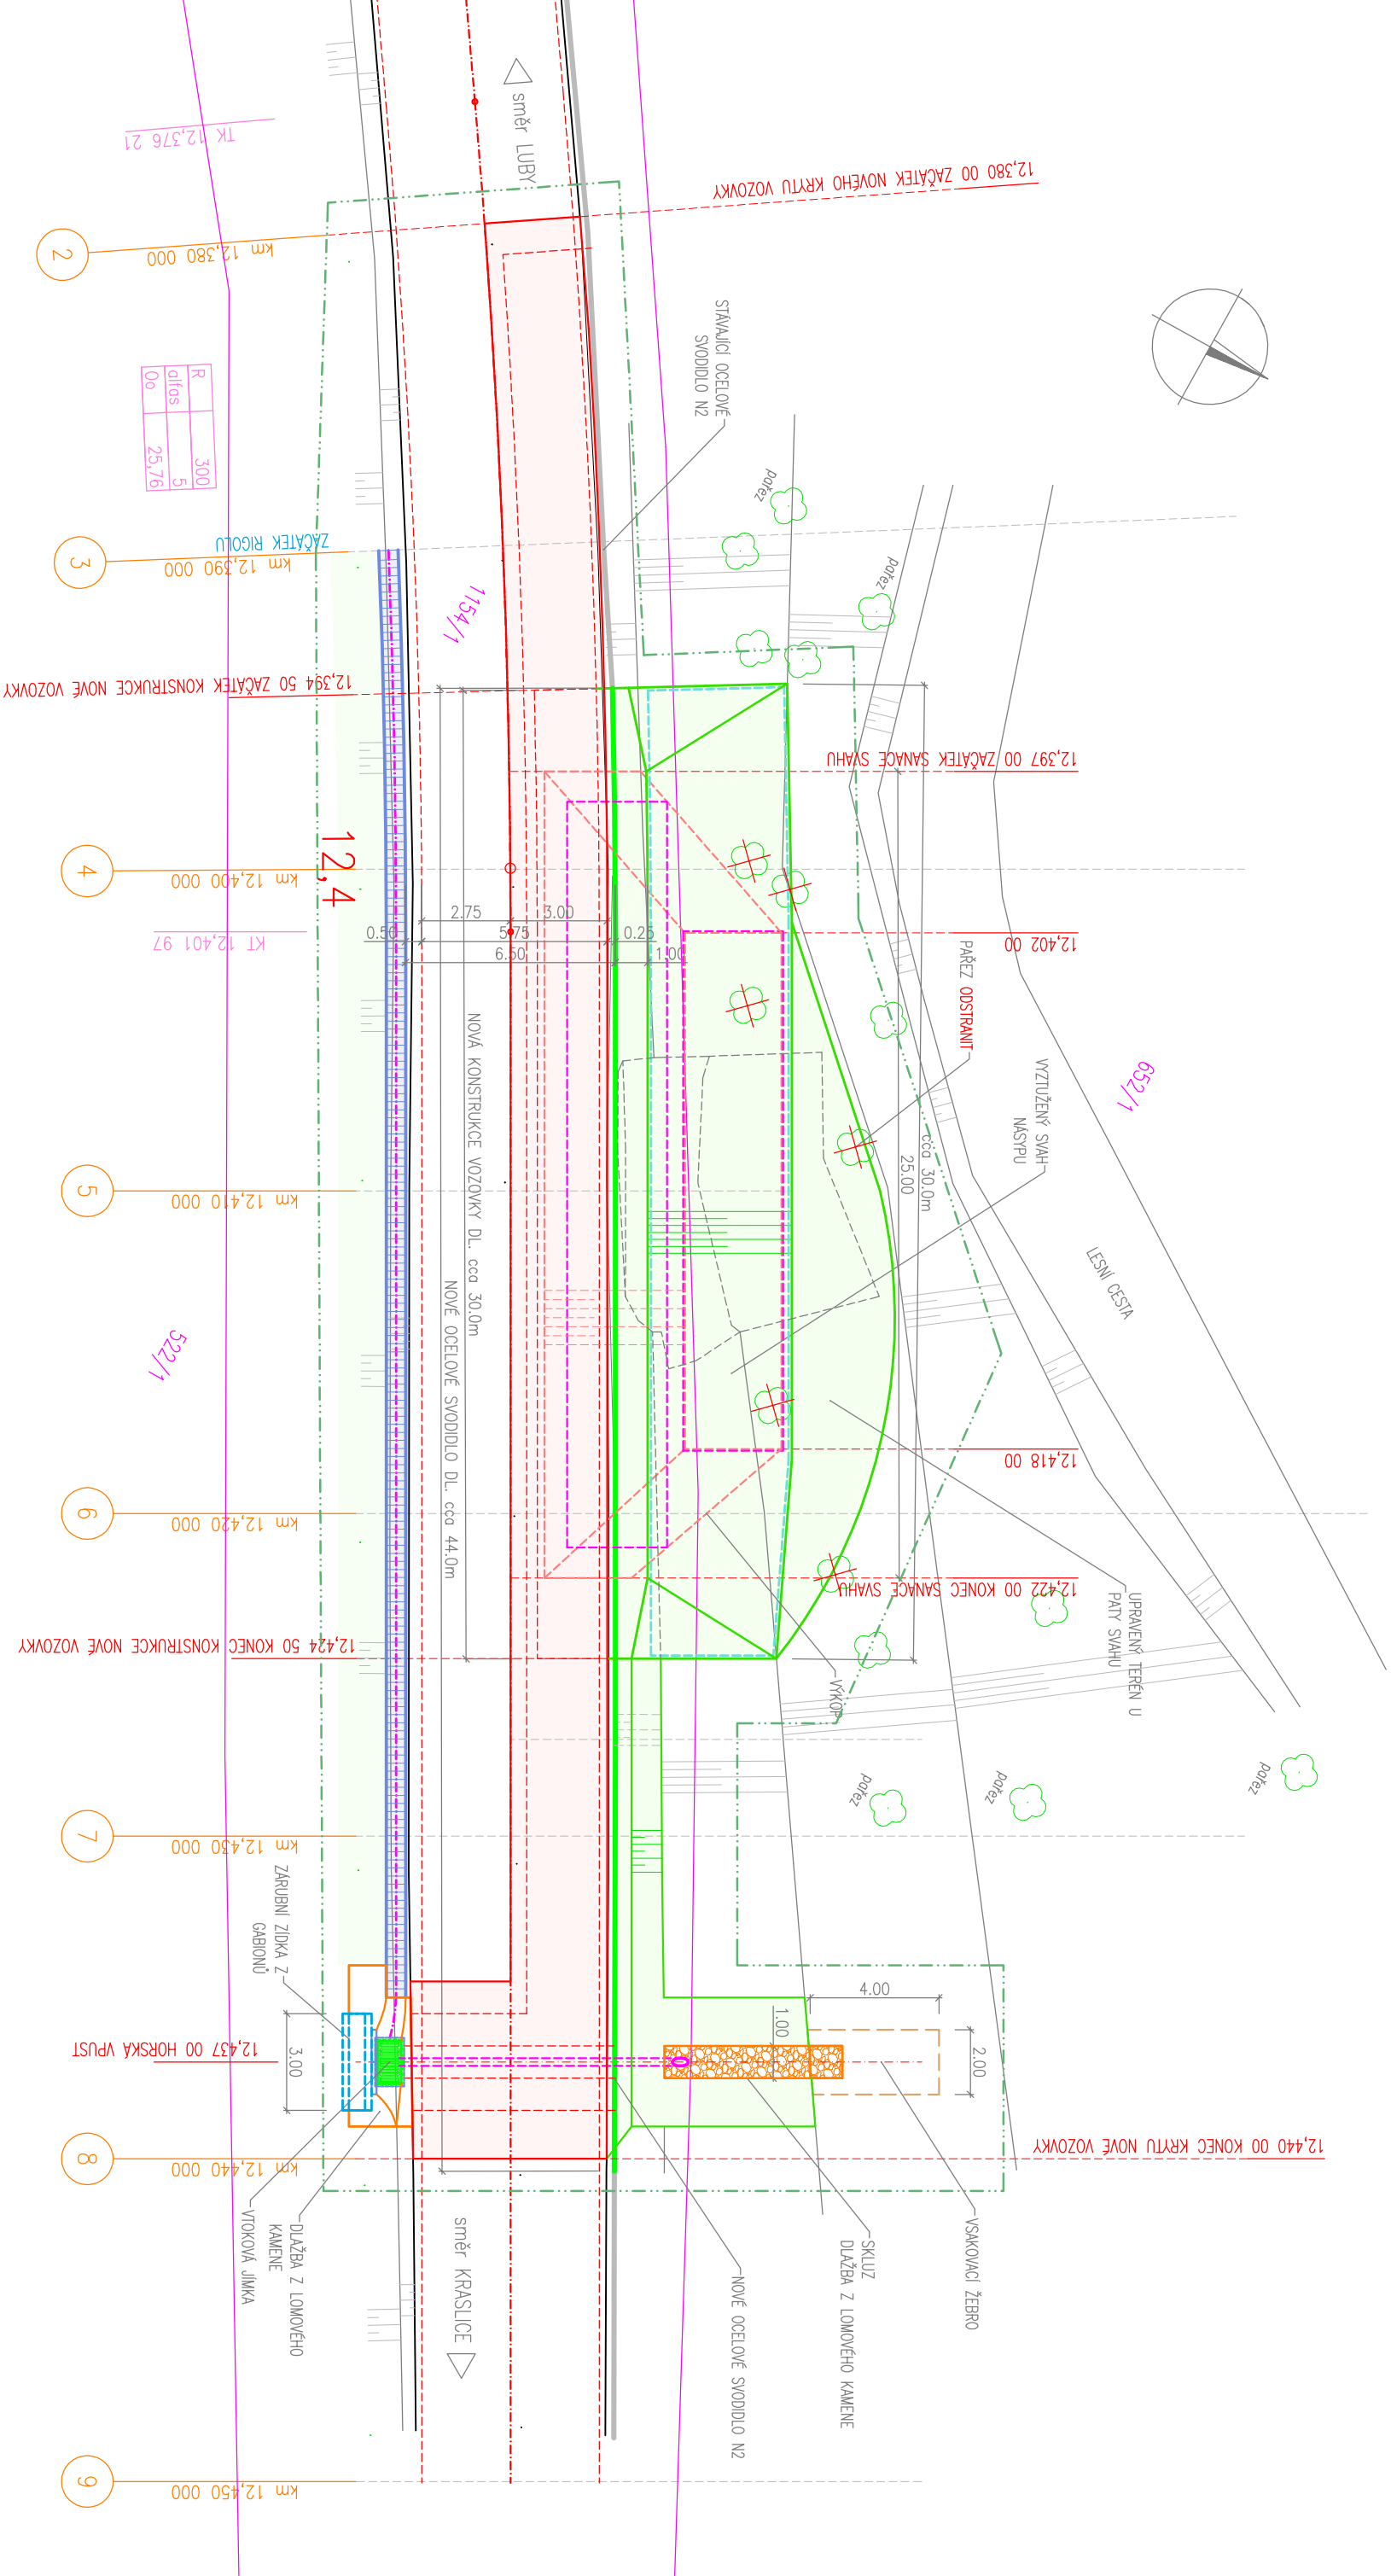 směr LUBY
TK 12,376 21
12,380 00 ZAČÁTEK NOVÉHO KRYTU VOZOVKY
2
km 12,380 000
STÁVAJÍCÍ OCELOVÉ
SVODIDLO N2
R 300
alfas 5
Oo 25,76
pařez
ZAČÁTEK RIGOLU
3
km 12,390 000
pařez
1154/1
12,394 50 ZAČÁTEK KONSTRUKCE NOVÉ VOZOVKY
12,397 00 ZAČÁTEK SANACE SVAHU
12,4
4
km 12,400 000
KT 12,401 97
2.75
3.00
0.50
5.75
0.25
6.50
1.00
12,402 00
PAŘEZ ODSTRANIT
VYZTUŽENÝ SVAH
NÁSYPU
652/1
cca 30.0m
25.00
NOVÁ KONSTRUKCE VOZOVKY DL. cca 30.0m
NOVÉ OCELOVÉ SVODIDLO DL. cca 44.0m
5
km 12,410 000
LESNÍ CESTA
522/1
12,418 00
6
km 12,420 000
12,422 00 KONEC SANACE SVAHU
UPRAVENÝ TERÉN U
PATY SVAHU
12,424 50 KONEC KONSTRUKCE NOVÉ VOZOVKY
VÝKOP
pařez
pařez
pařez
7
km 12,430 000
ZÁRUBNÍ ZÍDKA Z
GABIONŮ
4.00
1.00
2.00
3.00
12,437 00 HORSKÁ VPUSŤ
12,440 00 KONEC KRYTU NOVÉ VOZOVKY
8
km 12,440 000
VTOKOVÁ JÍMKA
DLAŽBA Z LOMOVÉHO
KAMENE
směr KRASLICE
NOVÉ OCELOVÉ SVODIDLO N2
SKLUZ
DLAŽBA Z LOMOVÉHO KAMENE
VSAKOVACÍ ŽEBRO
9
km 12,450 000